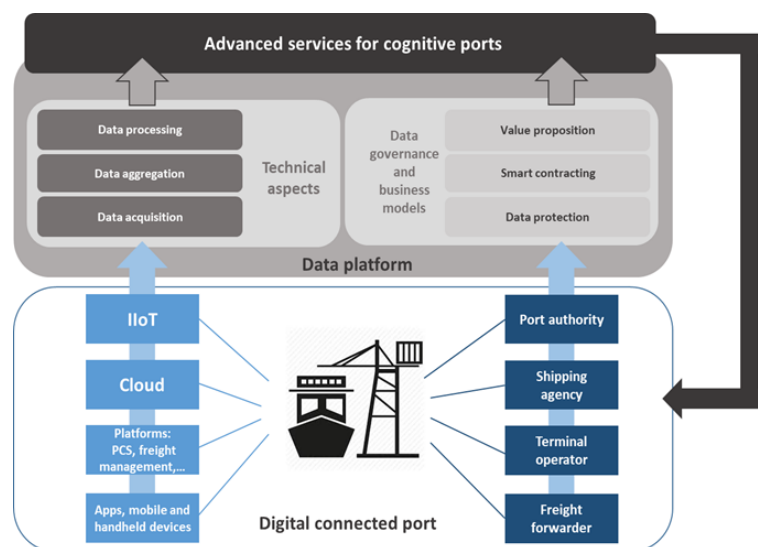 Advanced services for cognitive ports
Data processing
Data aggregation
Data acquisition
Technical
aspects
Data
governance
and
business
models
Value proposition
Smart contracting
Data protection
Data platform
IIoT
Cloud
Platforms:
PCS, freight
management,...
Apps, mobile and
handheld devices
Port authority
Shipping
agency
Terminal
operator
Freight
forwarder
Digital connected port